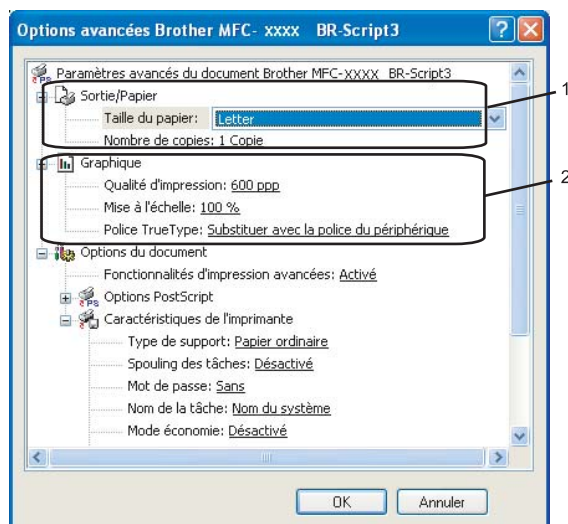 Options avancées Brother MFC- xxxx BR-Script3
Paramètres avancés du document Brother MFC-XXXX BR-Script3
Sortie/Papier
1
Taille du papier: Letter
Nombre de copies: 1 Copie
Graphique
2
Qualité d'impression: 600 ppp
Mise à l'échelle: 100 %
Police TrueType: Substituer avec la police du périphérique
Options du document
Fonctionnalités d'impression avancées: Activé
Options PostScript
Caractéristiques de l'imprimante
Type de support: Papier ordinaire
Spouling des tâches: Désactivé
Mot de passe: Sans
Nom de la tâche: Nom du système
Mode économie: Désactivé
OK Annuler